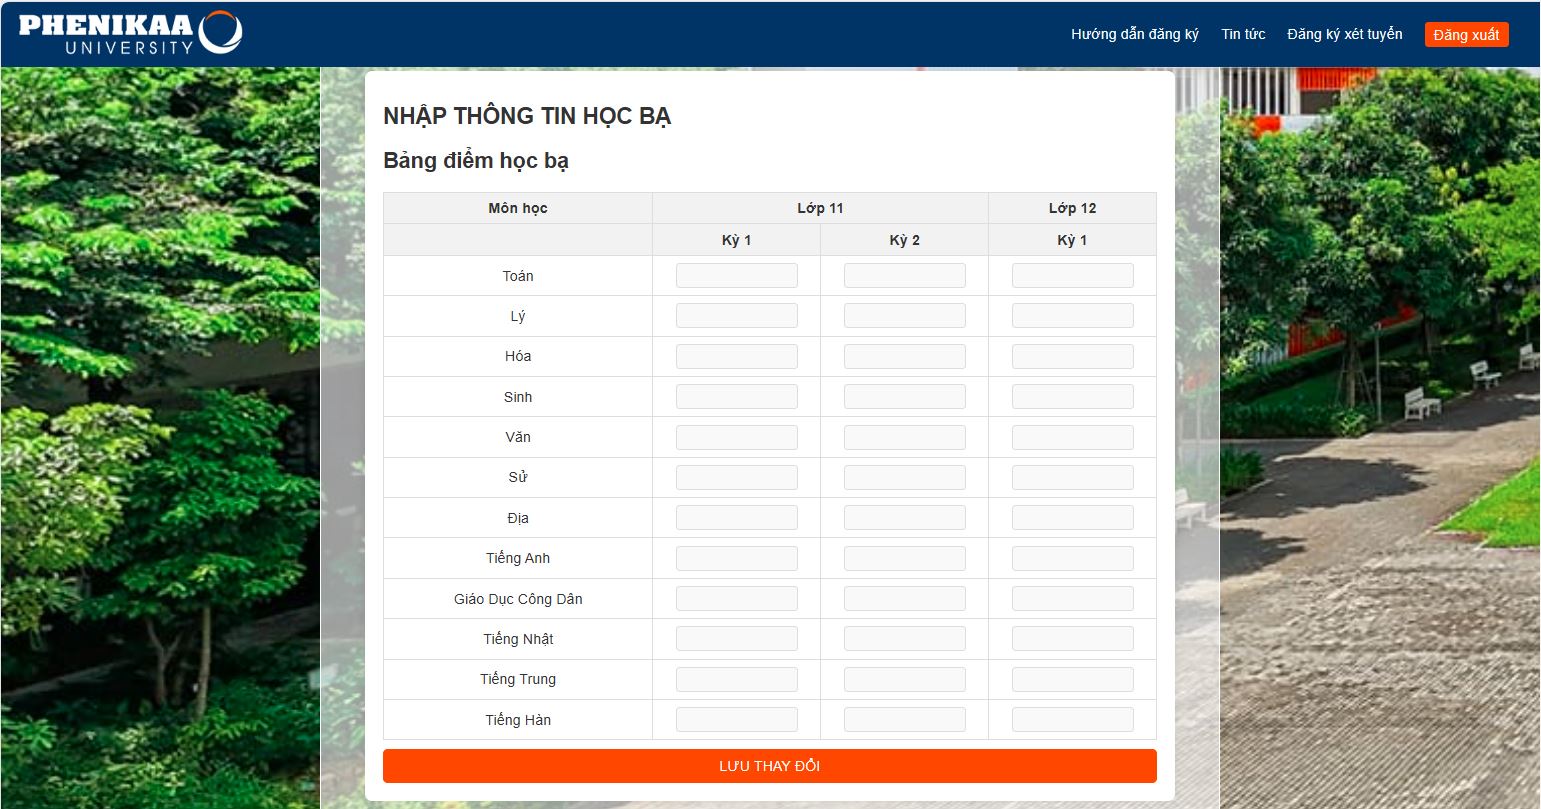 PHENIKAA
UNIVERSITY
Hướng dẫn đăng ký Tin tức Đăng ký xét tuyển Đăng xuất
NHẬP THÔNG TIN HỌC BẠ
Bảng điểm học bạ
Môn học Lớp 11 Lớp 12
Kỳ 1 Kỳ 2 Kỳ 1
Toán
Lý
Hóa
Sinh
Văn
Sử
Địa
Tiếng Anh
Giáo Dục Công Dân
Tiếng Nhật
Tiếng Trung
Tiếng Hàn
LƯU THAY ĐỔI